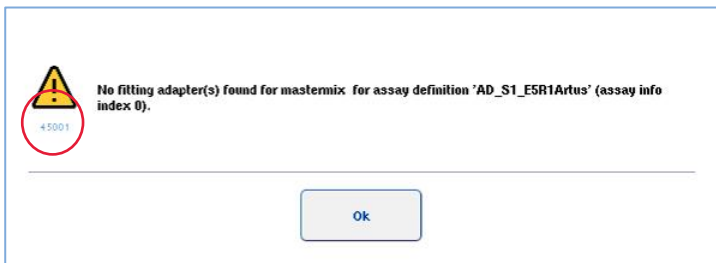 No fitting adapter(s) found for mastermix for assay definition 'AD_S1_E5R1Artus' (assay info
index 0).
45001
Ok